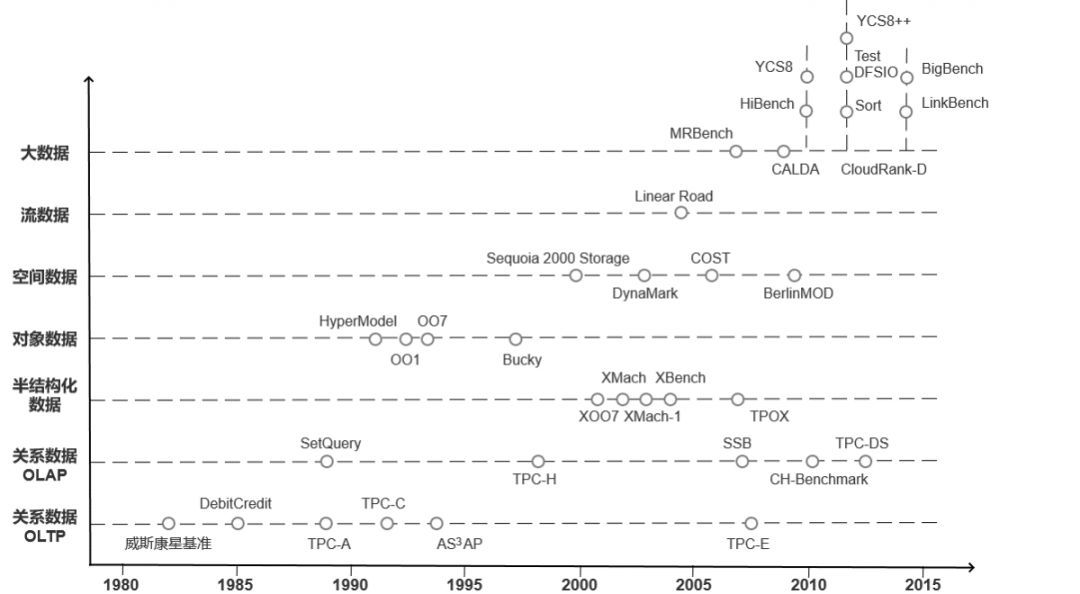 YCS8++
YCS8
Test
DFSIO
BigBench
HiBench
Sort
LinkBench
MRBench
大数据
CALDA
CloudRank-D
Linear Road
流数据
Sequoia 2000 Storage
COST
空间数据
DynaMark
BerlinMOD
HyperModel
OO7
对象数据
OO1
Bucky
XMach
XBench
半结构化
数据
XOO7
XMach-1
TPOX
SetQuery
SSB
TPC-DS
关系数据
OLAP
TPC-H
CH-Benchmark
DebitCredit
TPC-C
关系数据
OLTP
威斯康星基准
TPC-A
AS³AP
TPC-E
1980
1985
1990
1995
2000
2005
2010
2015